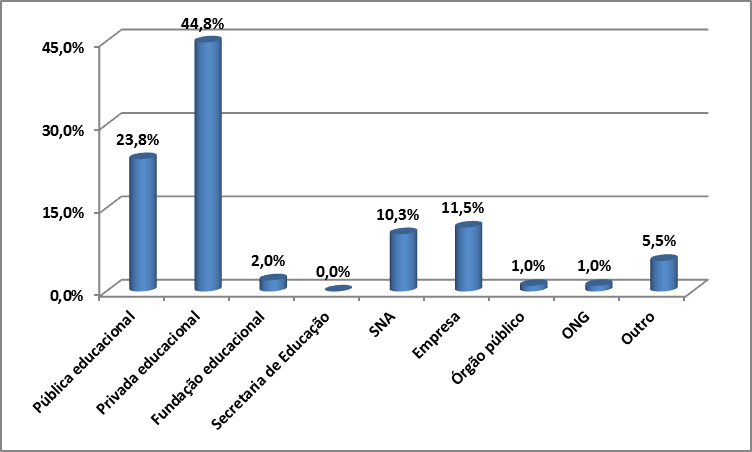 45,0%
30,0%
15,0%
0,0%
23,8%
44,8%
2,0%
0,0%
10,3%
11,5%
1,0%
1,0%
5,5%
Pública educacional
Privada educacional
Fundação educacional
Secretaria de Educação
SNA
Empresa
Órgão público
ONG
Outro